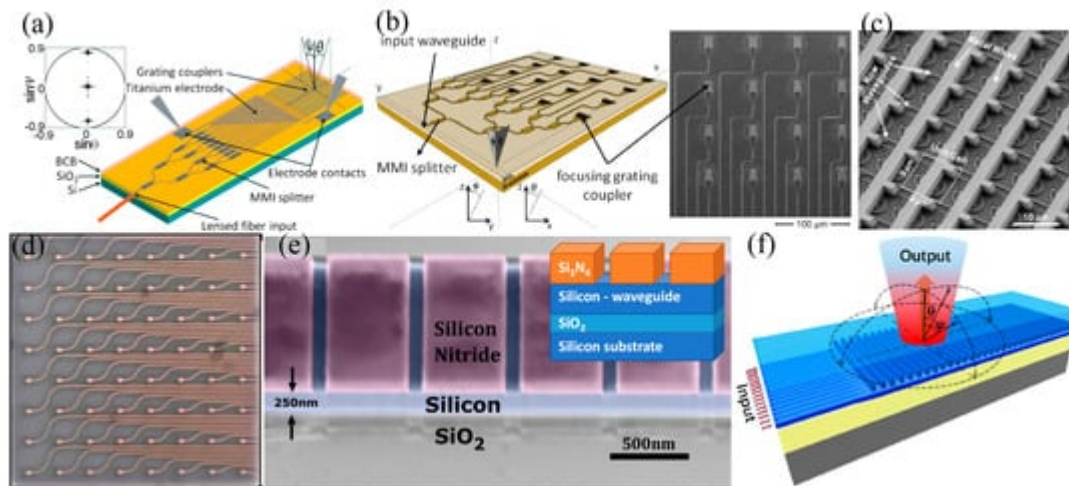 (a)
0.9
sinψ
0
-0.9
-0.9
0
0.9
sinθ
ψ
θ
Grating couplers
Titanium electrode
BCB
SiO2
Si
Electrode contacts
MMI splitter
Lensed fiber input
(b)
input waveguide
MMI splitter
focusing grating
coupler
100 μm
(c)
10 μm
(d)
(e)
Si3N4
Silicon - waveguide
SiO2
Silicon substrate
Silicon
Nitride
250nm
Silicon
SiO2
500nm
(f)
Output
Input